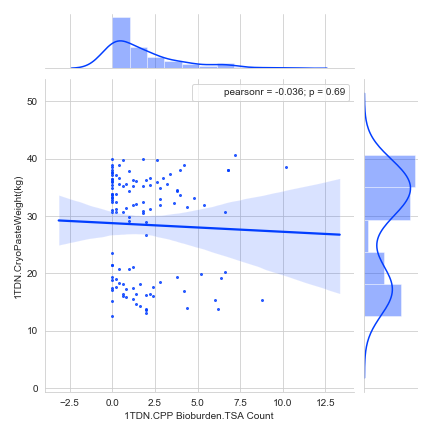 pearsonr = -0.036; p = 0.69
50
40
30
20
10
0
1TDN.CryoPasteWeight(kg)
−2.5 0.0 2.5 5.0 7.5 10.0 12.5
1TDN.CPP Bioburden.TSA Count